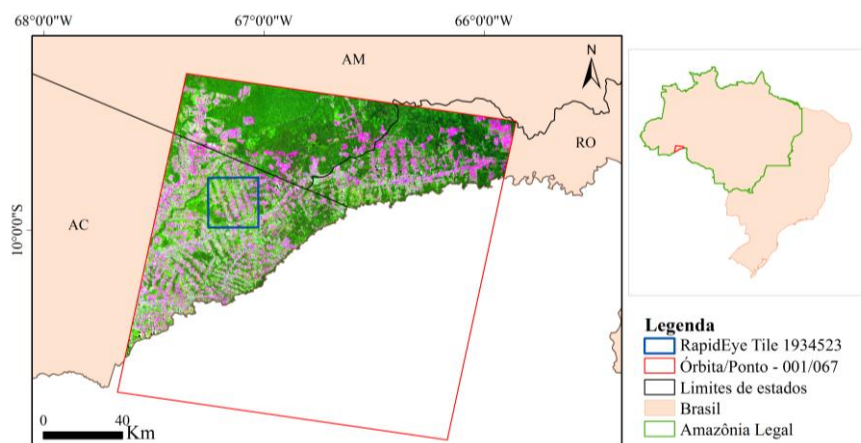 68°0'0"W
67°0'0"W
66°0'0"W
AM
N
RO
AC
10°0'0"S
0
40
Km
Legenda
RapidEye Tile 1934523
Órbita/Ponto - 001/067
Limites de estados
Brasil
Amazônia Legal